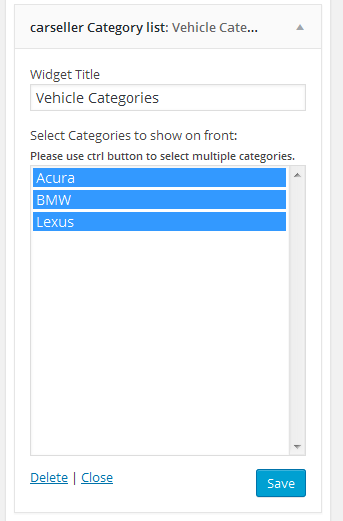 carseller Category list: Vehicle Cate...
Widget Title
Vehicle Categories
Select Categories to show on front:
Please use ctrl button to select multiple categories.
Acura
BMW
Lexus
Delete | Close
Save